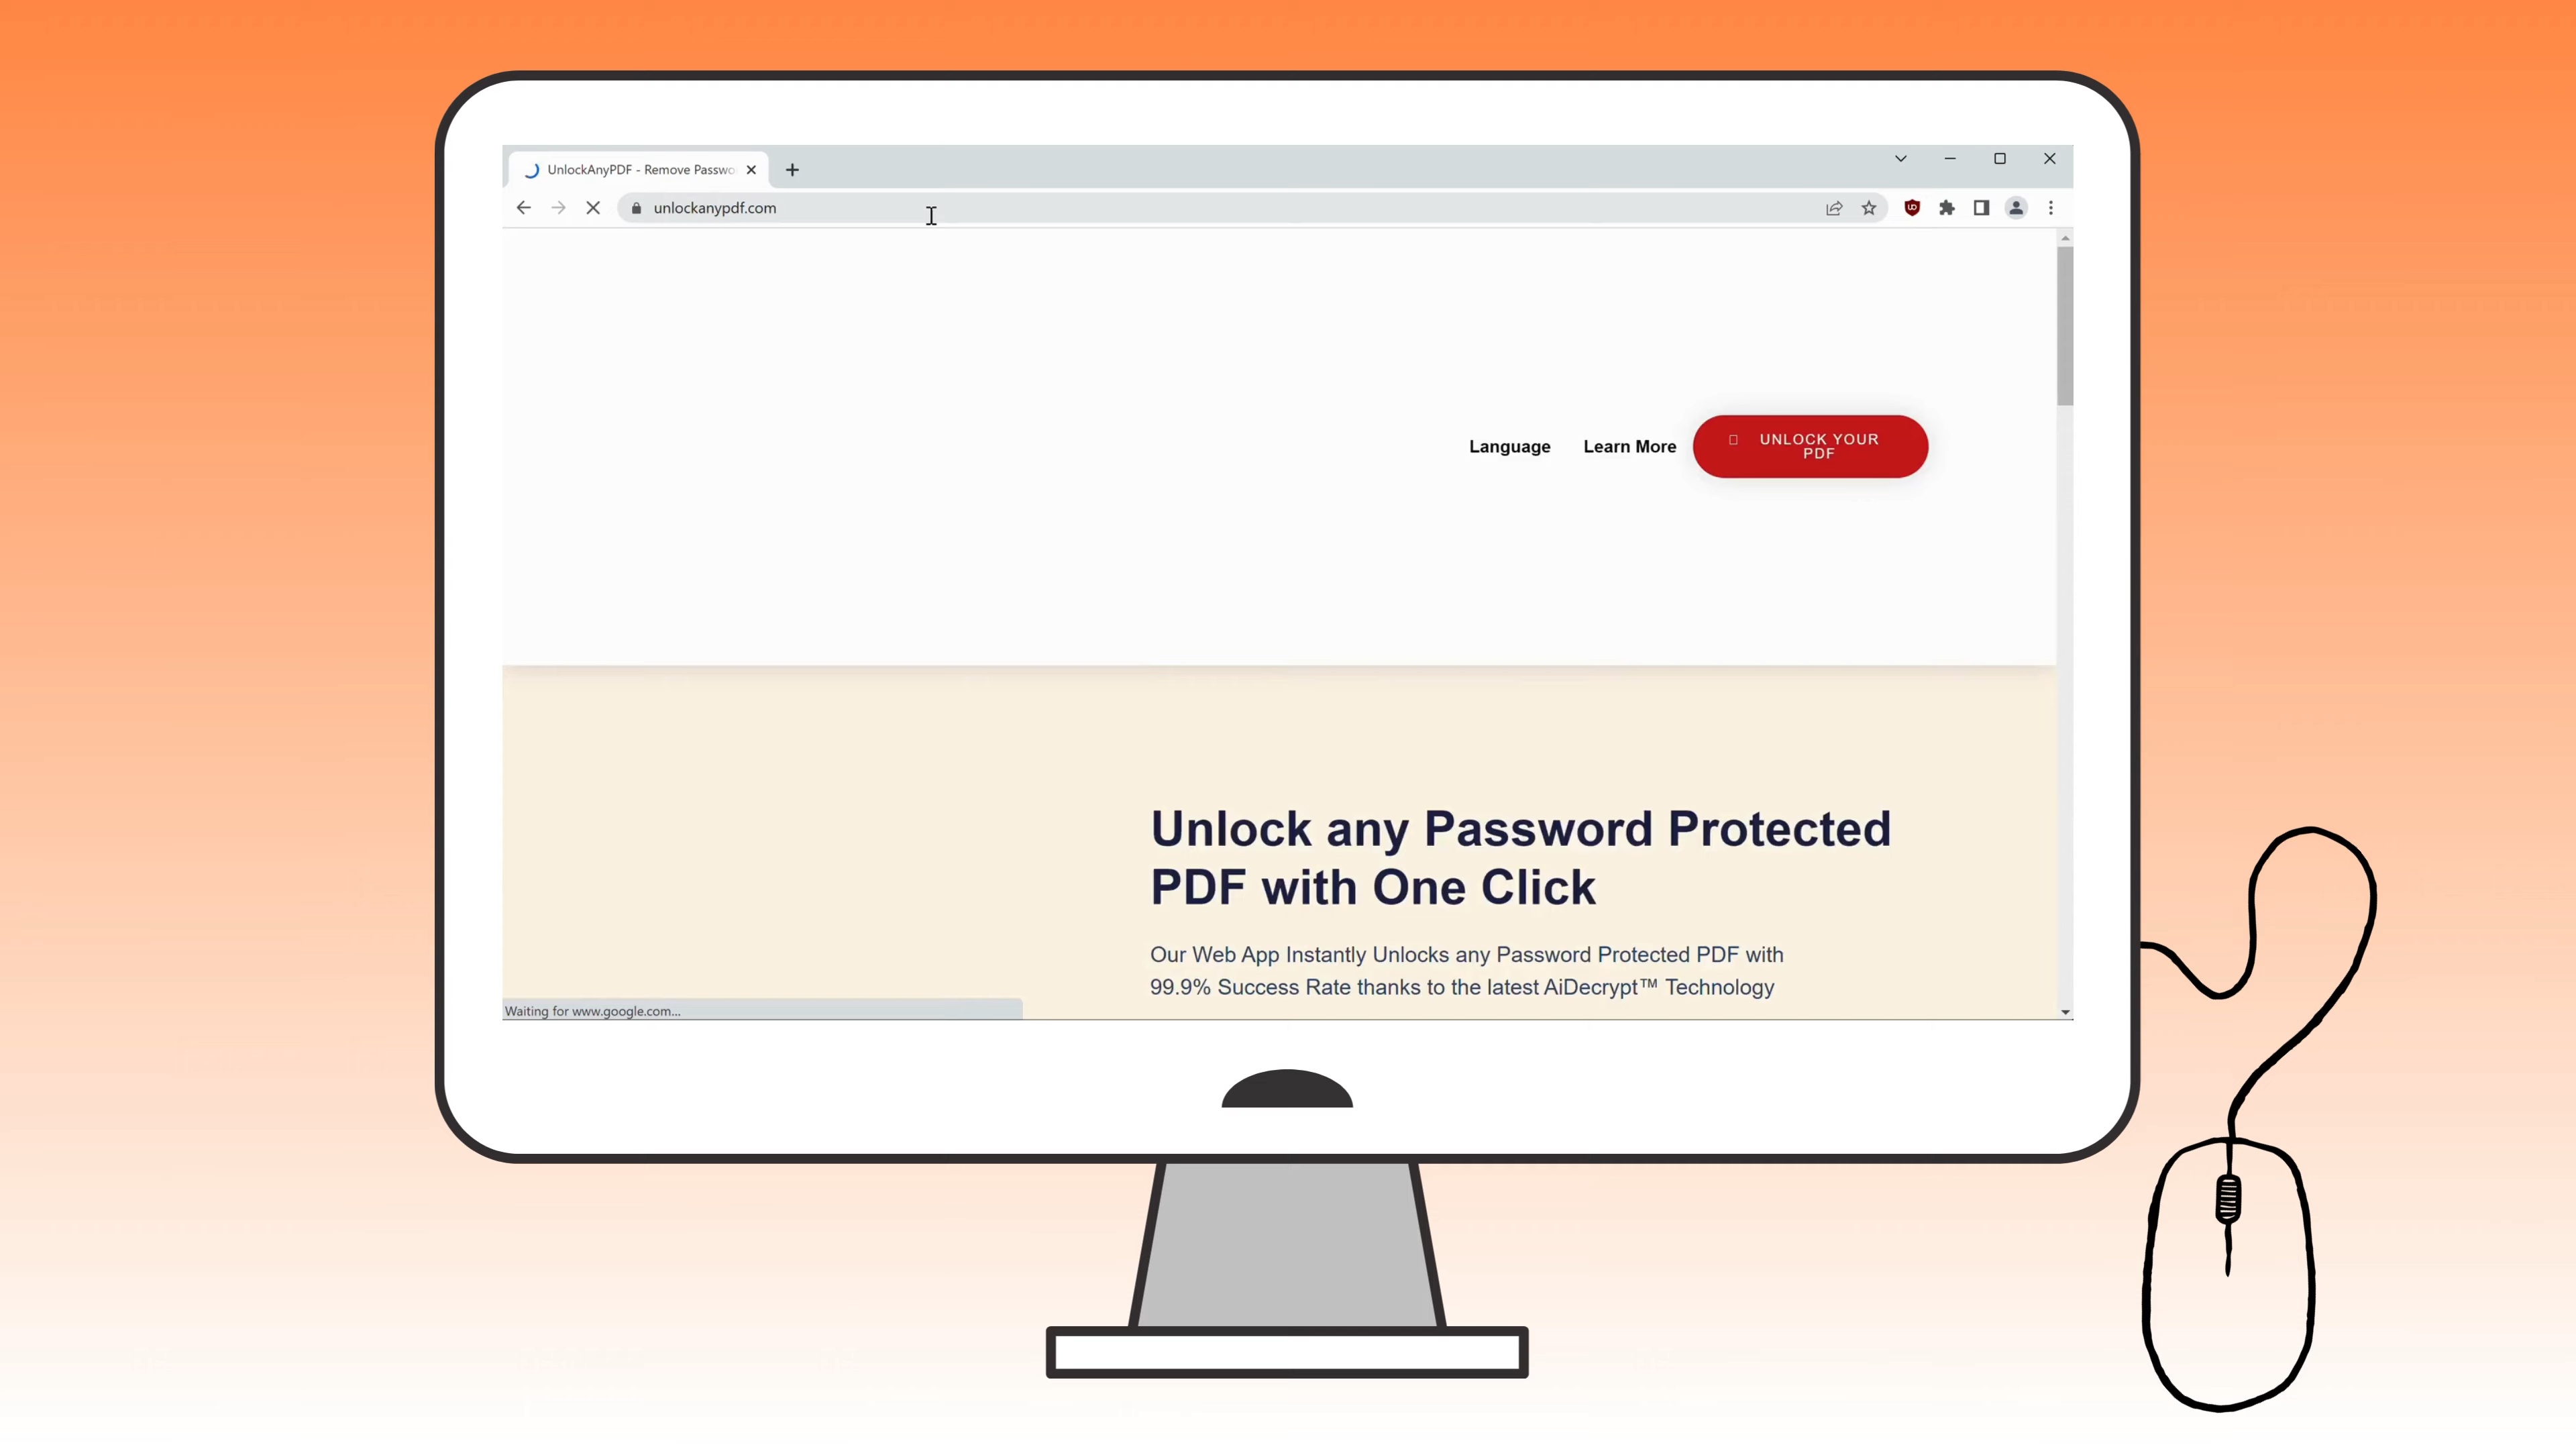 UnlockAnyPDF - Remove Passwo
unlockanypdf.com
Language
Learn More
UNLOCK YOUR
PDF
Unlock any Password Protected
PDF with One Click
Our Web App Instantly Unlocks any Password Protected PDF with
99.9% Success Rate thanks to the latest AiDecrypt™ Technology
Waiting for www.google.com...